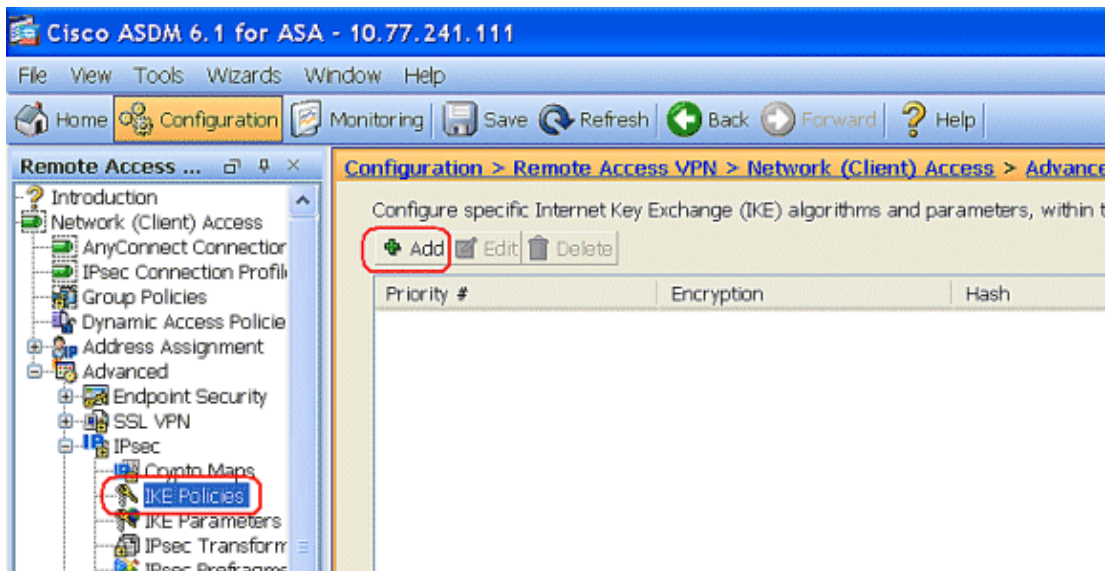 Cisco ASDM 6.1 for ASA - 10.77.241.111
File View Tools Wizards Window Help
Home Configuration Monitoring Save Refresh Back Forward Help
Remote Access ...
Configuration > Remote Access VPN > Network (Client) Access > Advance
Introduction
Network (Client) Access
AnyConnect Connection
IPsec Connection Profil
Group Policies
Dynamic Access Policie
Address Assignment
Advanced
Endpoint Security
SSL VPN
IPsec
Crypto Maps
IKE Policies
IKE Parameters
IPsec Transform
IPsec Prefragme
Configure specific Internet Key Exchange (IKE) algorithms and parameters, within t
Add Edit Delete
Priority # Encryption Hash